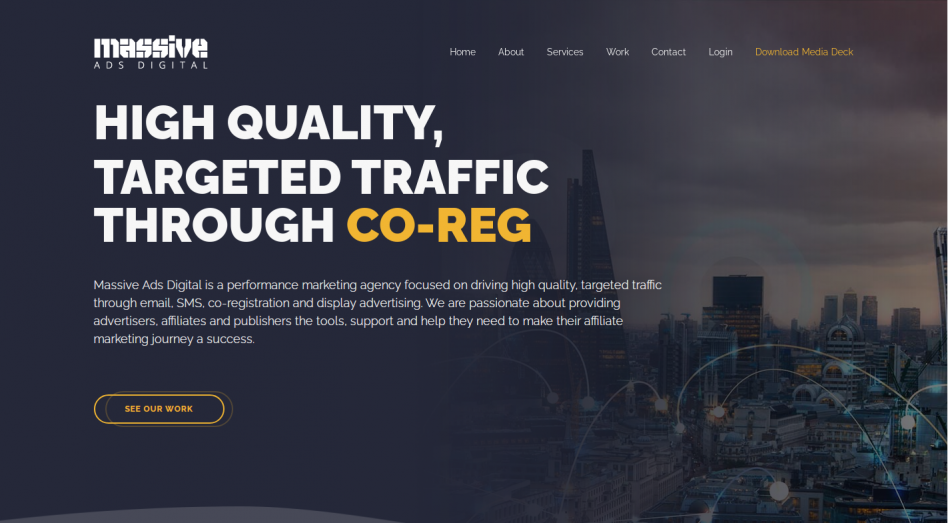 massive
ADS DIGITAL
Home About Services Work Contact Login Download Media Deck
HIGH QUALITY,
TARGETED TRAFFIC
THROUGH CO-REG
Massive Ads Digital is a performance marketing agency focused on driving high quality, targeted traffic
through email, SMS, co-registration and display advertising. We are passionate about providing
advertisers, affiliates and publishers the tools, support and help they need to make their affiliate
marketing journey a success.
SEE OUR WORK